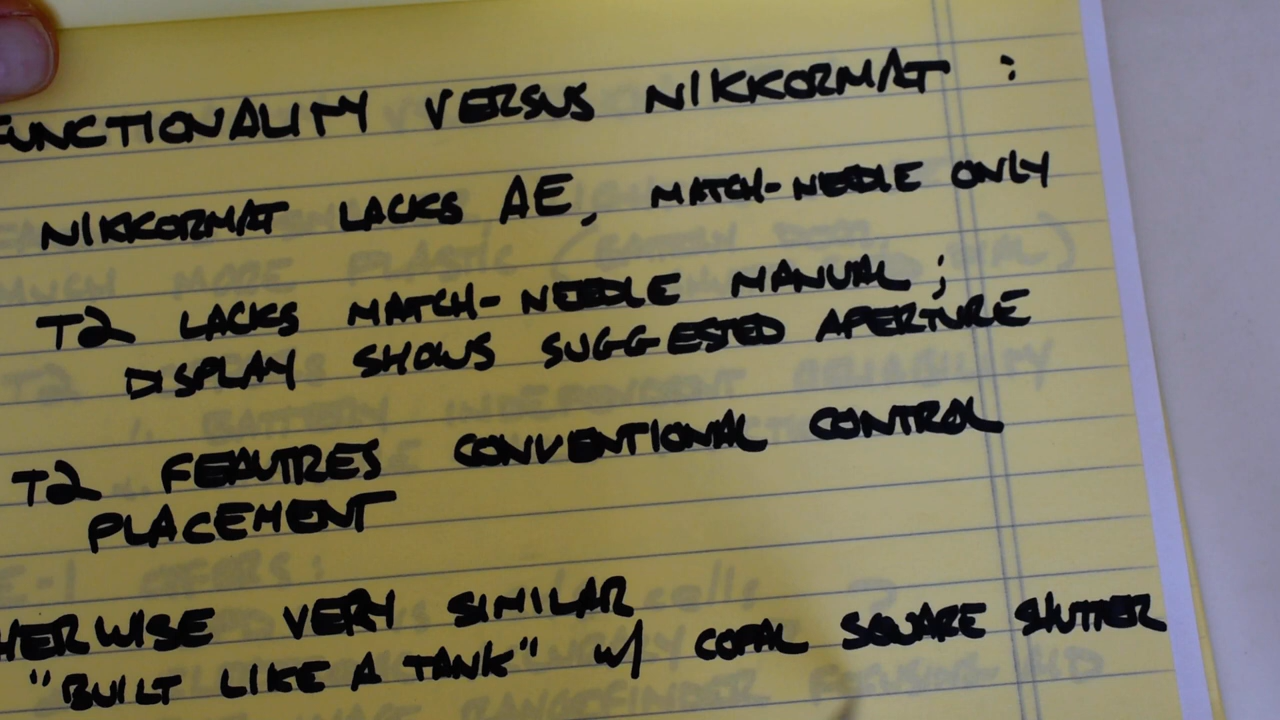 FUNCTIONALITY VERSUS NIKKORMAT :
NIKKORMAT LACKS AE, MATCH-NEEDLE ONLY
T2 LACKS MATCH-NEEDLE MANUAL;
DISPLAY SHOWS SUGGESTED APERTURE
T2 FEAUTRES CONVENTIONAL CONTROL
PLACEMENT
HERWISE VERY SIMILAR
"BUILT LIKE A TANK" w/ COPAL SQUARE SHUTTER